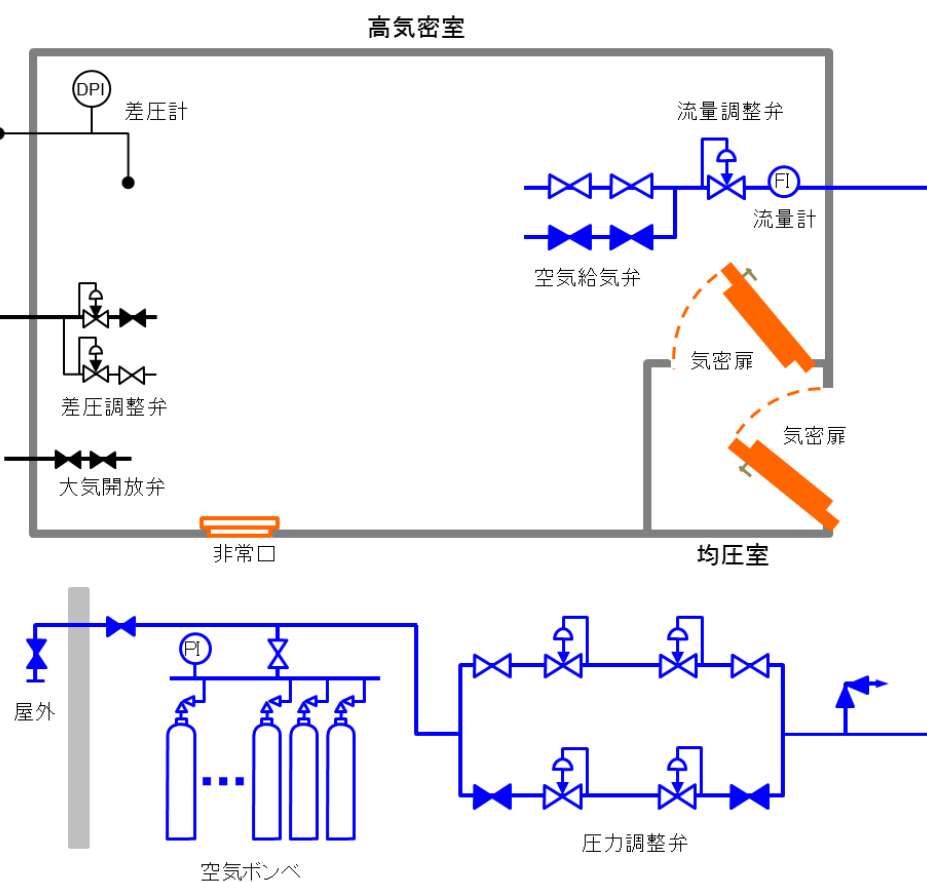 高気密室
DPI
差圧計
流量調整弁
FI
流量計
空気給気弁
気密扉
差圧調整弁
気密扉
大気開放弁
非常口
均圧室
PI
屋外
圧力調整弁
空気ボンベ